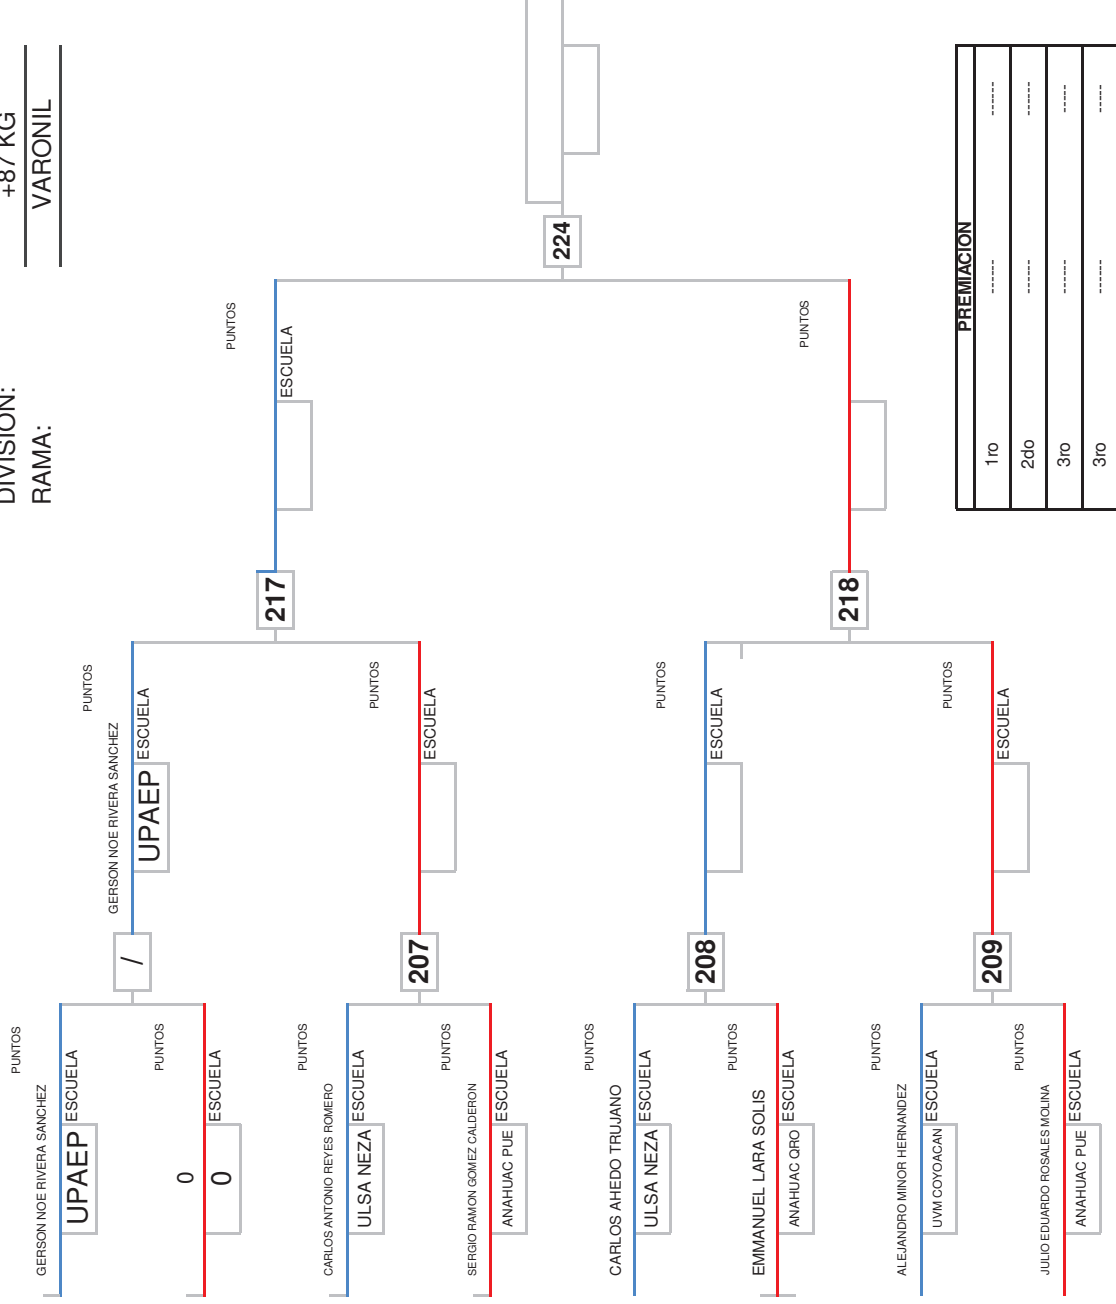 DIVISION:
+87 KG
RAMA:
VARONIL
PUNTOS
GERSON NOE RIVERA SANCHEZ
UPAEP
ESCUELA
PUNTOS
0
0
ESCUELA
PUNTOS
CARLOS ANTONIO REYES ROMERO
ULSA NEZA
ESCUELA
PUNTOS
SERGIO RAMON GOMEZ CALDERON
ANAHUAC PUE
ESCUELA
PUNTOS
CARLOS AHEDO TRUJANO
ULSA NEZA
ESCUELA
PUNTOS
EMMANUEL LARA SOLIS
ANAHUAC QRO
ESCUELA
PUNTOS
ALEJANDRO MINOR HERNANDEZ
UVM COYOACAN
ESCUELA
PUNTOS
JULIO EDUARDO ROSALES MOLINA
ANAHUAC PUE
ESCUELA
/
207
208
209
PUNTOS
GERSON NOE RIVERA SANCHEZ
UPAEP
ESCUELA
PUNTOS
ESCUELA
PUNTOS
ESCUELA
PUNTOS
ESCUELA
217
218
PUNTOS
ESCUELA
PUNTOS
224
PREMIACION
1ro ------ ------
2do ------ ------
3ro ------ ------
3ro ------ ------